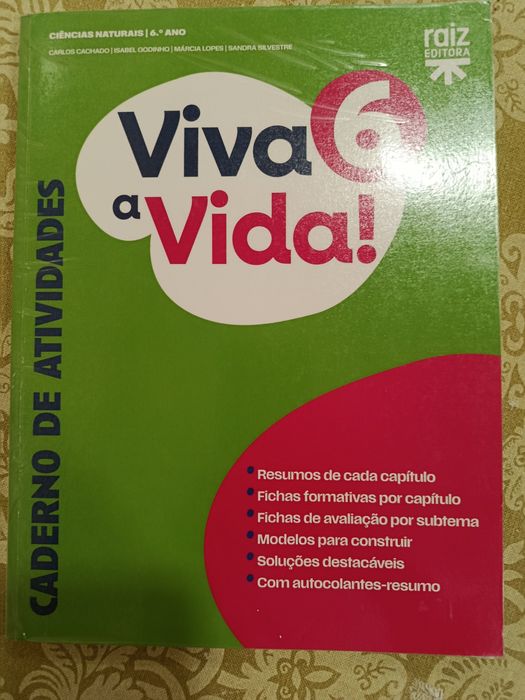 CIÊNCIAS NATURAIS | 6.º ANO
CARLOS CACHADO | ISABEL GODINHO | MÁRCIA LOPES | SANDRA SILVESTRE
raiz
EDITORA
Viva 6
a Vida!
CADERNO DE ATIVIDADES
• Resumos de cada capítulo
• Fichas formativas por capítulo
• Fichas de avaliação por subtema
• Modelos para construir
• Soluções destacáveis
• Com autocolantes-resumo